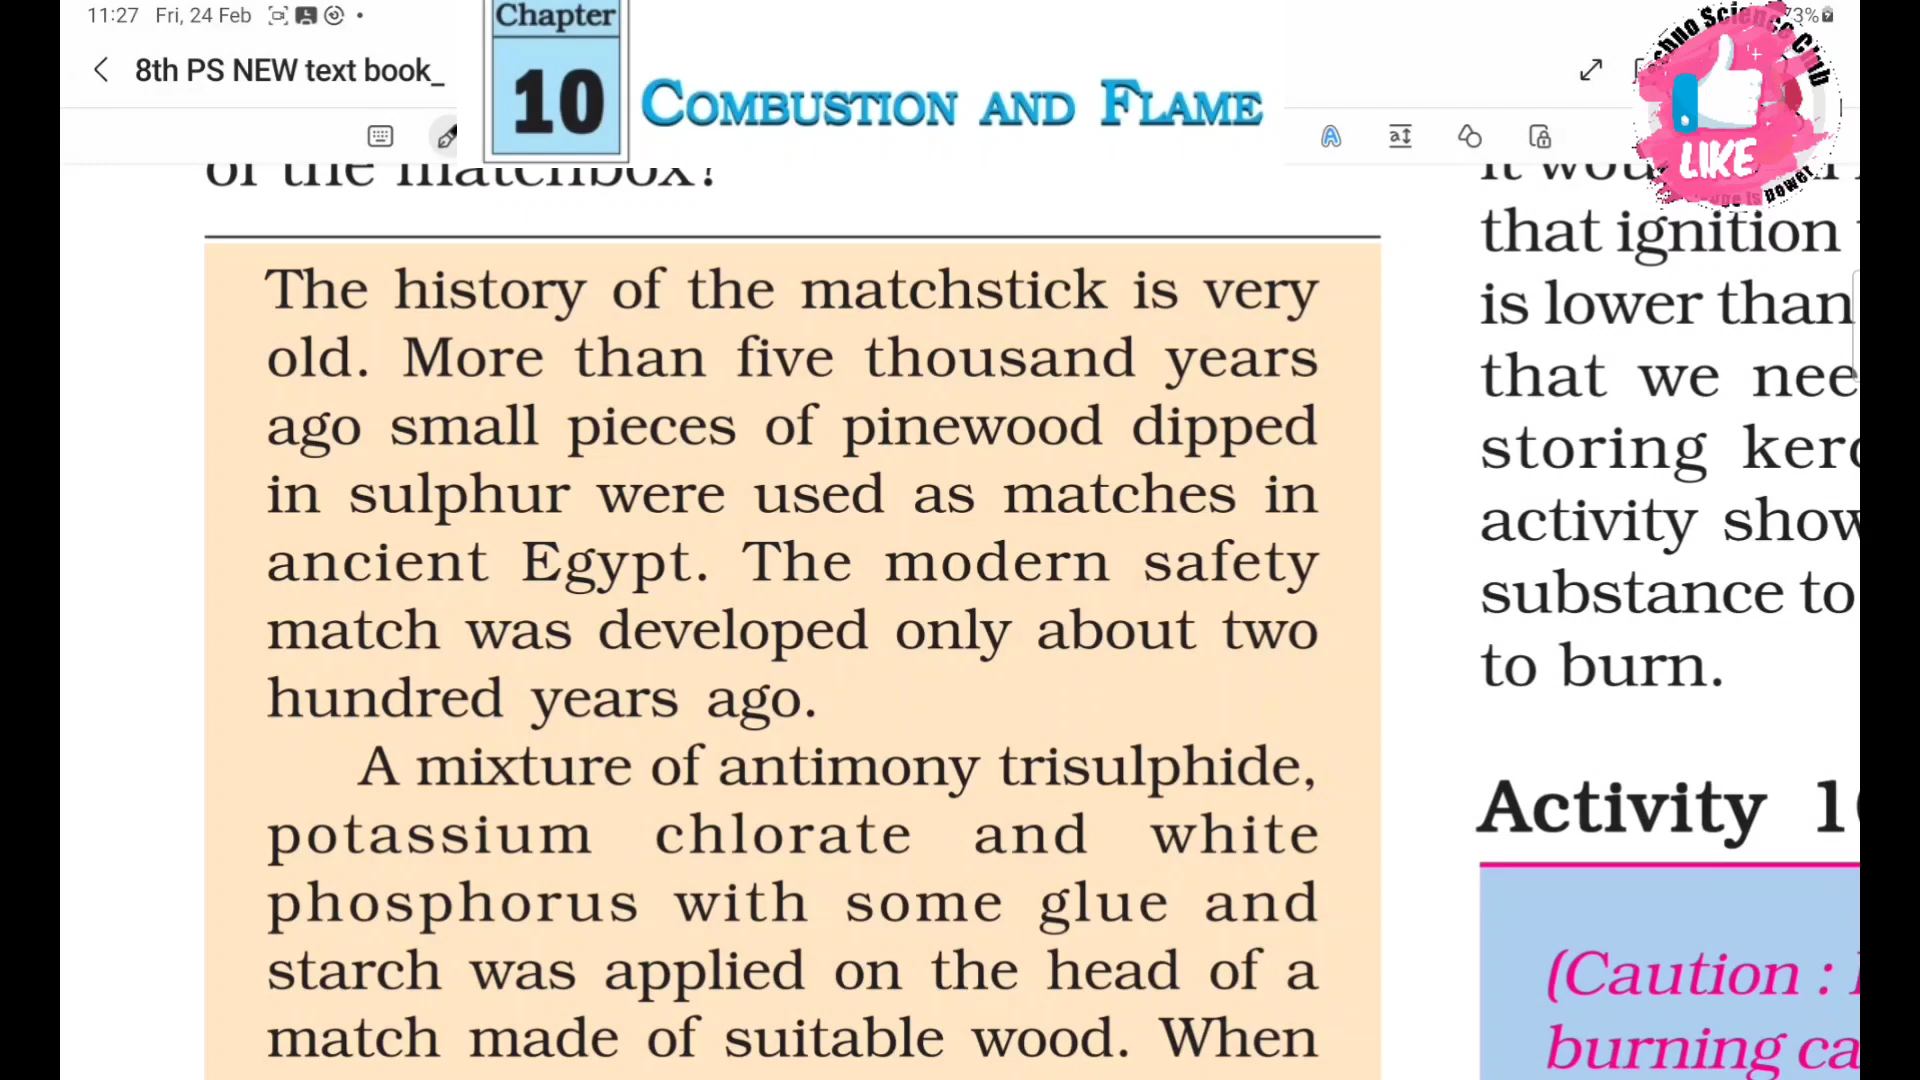 11:27 Fri, 24 Feb
73%
8th PS NEW text book_
Chapter
10
COMBUSTION AND FLAME
LIKE
of the matchbox?
The history of the matchstick is very
old. More than five thousand years
ago small pieces of pinewood dipped
in sulphur were used as matches in
ancient Egypt. The modern safety
match was developed only about two
hundred years ago.
A mixture of antimony trisulphide,
potassium chlorate and white
phosphorus with some glue and
starch was applied on the head of a
match made of suitable wood. When
that ignition
is lower than
that we nee
storing kero
activity show
substance to
to burn.
Activity 1
(Caution :
burning ca